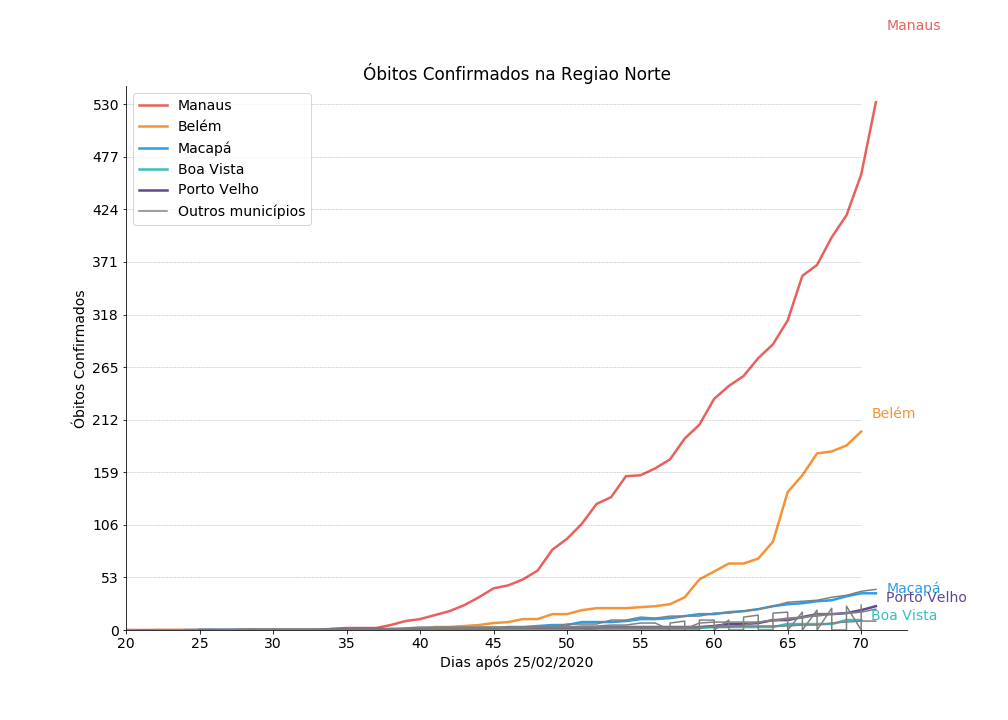 Manaus
Óbitos Confirmados na Regiao Norte
Manaus
Belém
Macapá
Boa Vista
Porto Velho
Outros municípios
530
477
424
371
318
265
212
159
106
53
0
Óbitos Confirmados
Belém
Macapá
Porto Velho
Boa Vista
20 25 30 35 40 45 50 55 60 65 70
Dias após 25/02/2020